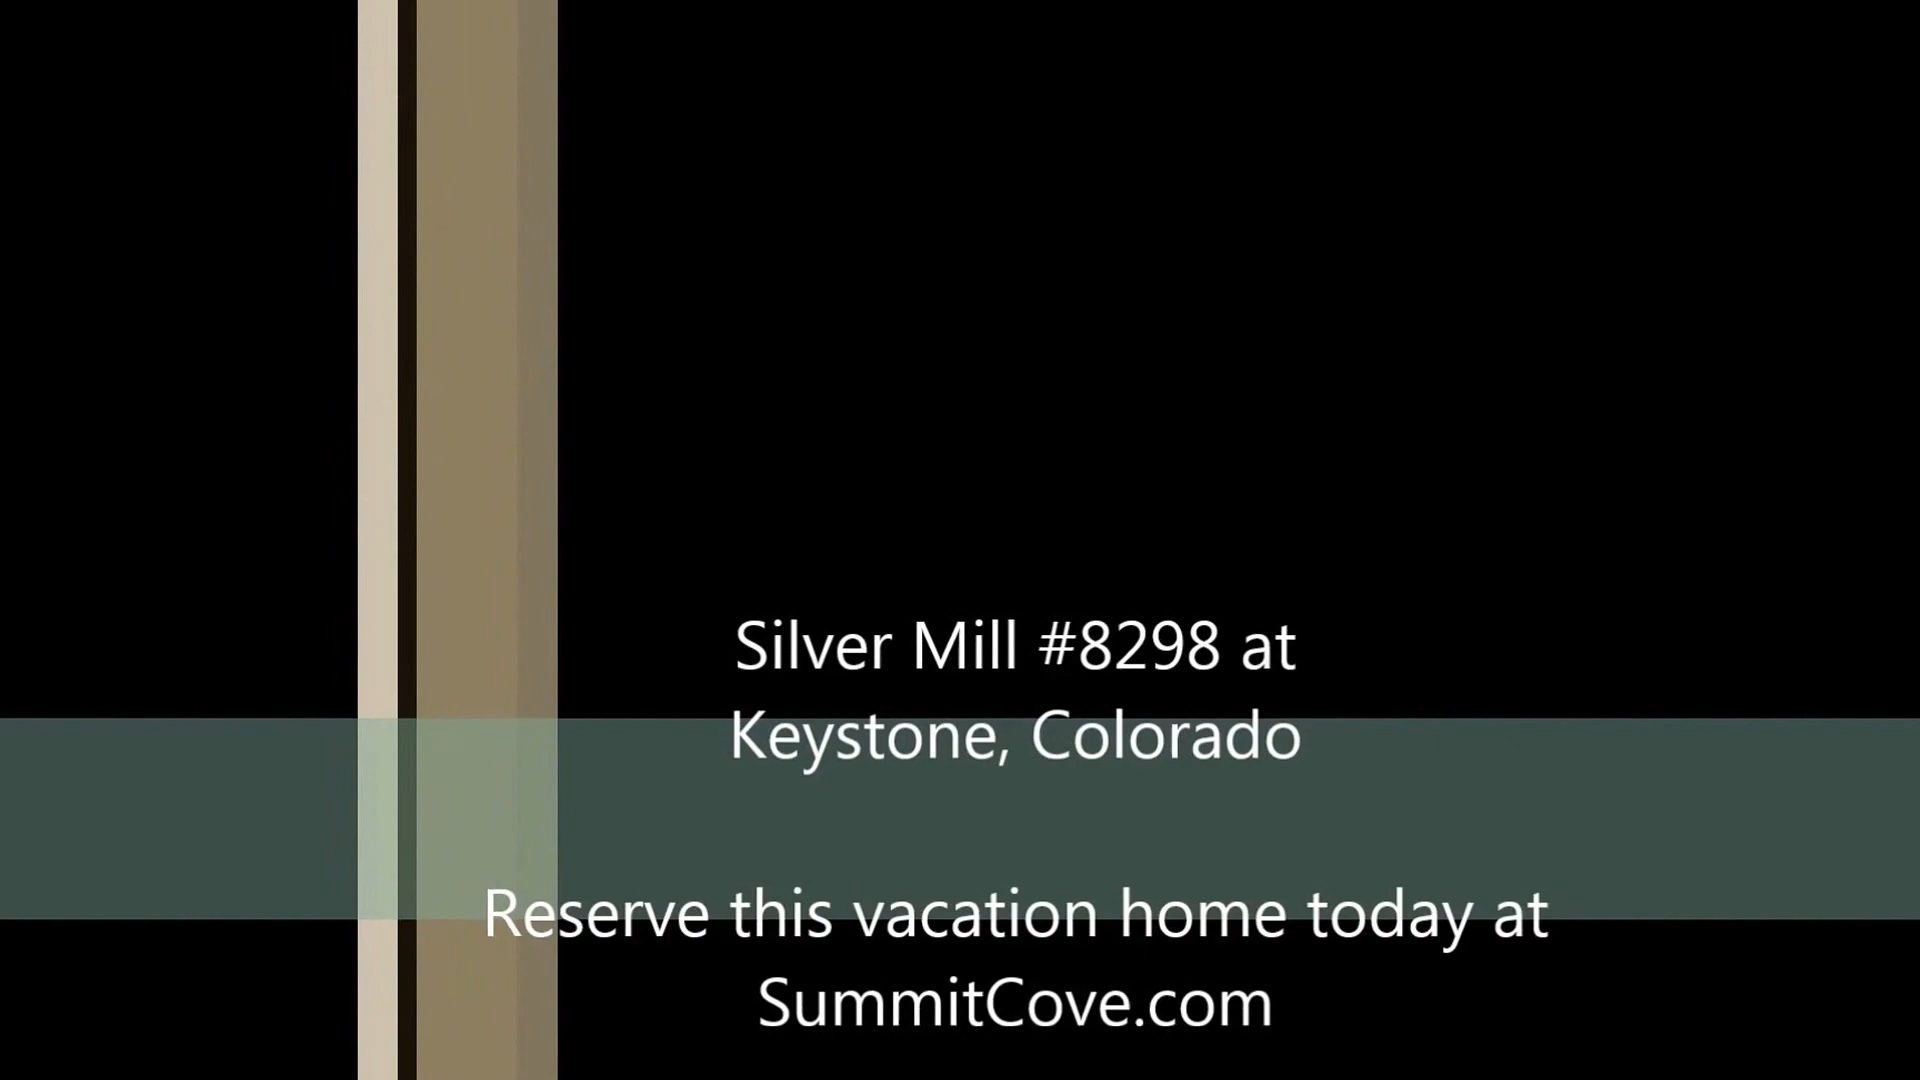 Silver Mill #8298 at
Keystone, Colorado
Reserve this vacation home today at
SummitCove.com